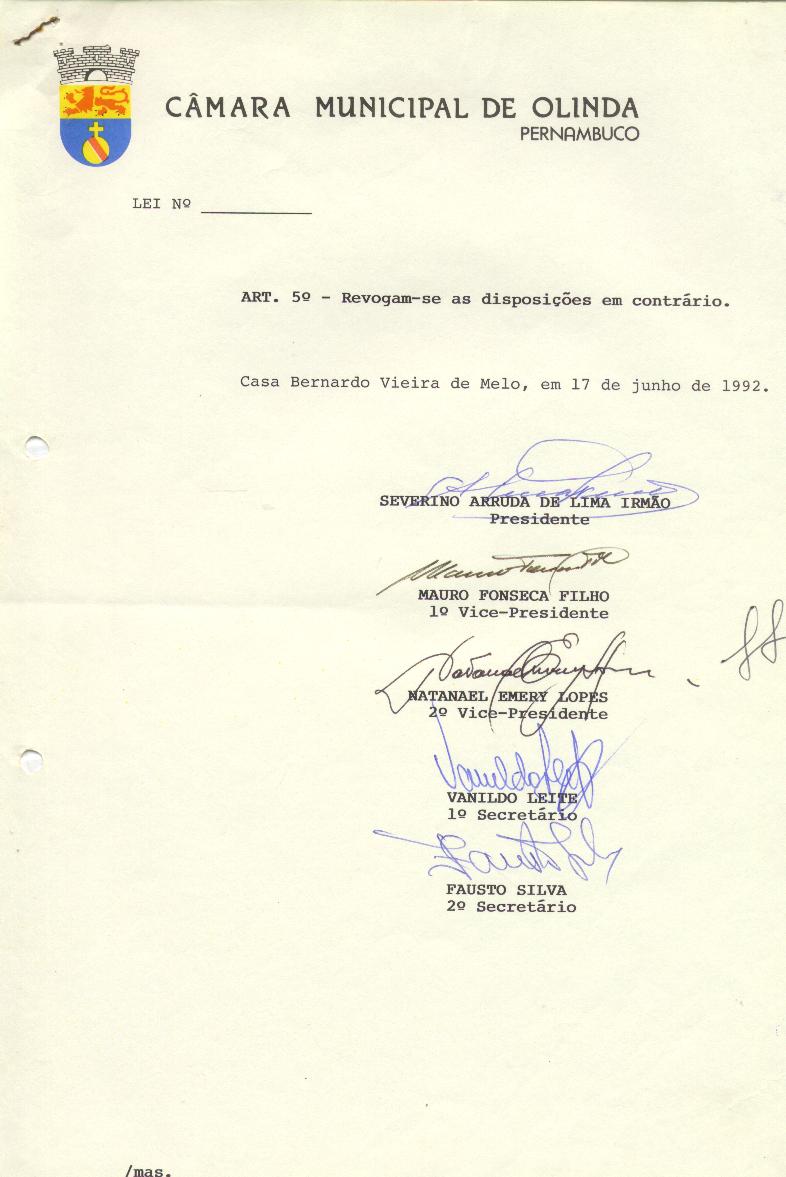 CÂMARA MUNICIPAL DE OLINDA
PERNAMBUCO
LEI Nº
ART. 5º - Revogam-se as disposições em contrário.
Casa Bernardo Vieira de Melo, em 17 de junho de 1992.
SEVERINO ARRUDA DE LIMA IRMÃO
Presidente
MAURO FONSECA FILHO
1º Vice-Presidente
NATANAEL EMERY LOPES
2º Vice-Presidente
VANILDO LEITE
1º Secretário
FAUSTO SILVA
2º Secretário
/mas.